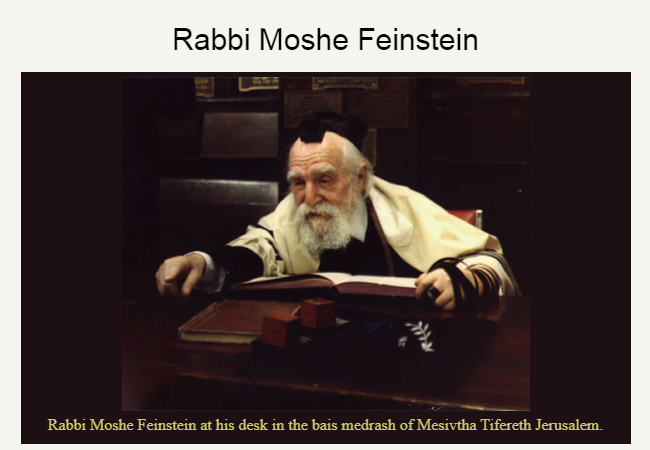 Rabbi Moshe Feinstein
Rabbi Moshe Feinstein at his desk in the bais medrash of Mesivtha Tifereth Jerusalem.